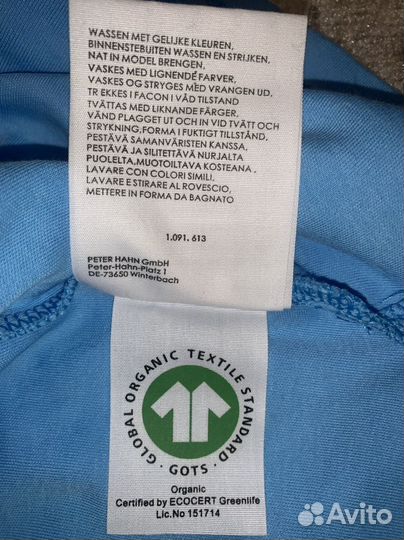 WASSEN MET GELIJKE KLEUREN,
BINNENSTEBUITEN WASSEN EN STRIJKEN,
NAT IN MODEL BRENGEN.
VASKES MED LIGNENDE FARVER,
VASKES OG STRYGES MED VRANGEN UD,
TR EKKES I FACON I VÅD TILSTAND
TVÄTTAS MED LIKNANDE FÄRGER,
VÄND PLAGGET UT OCH IN VID TVÄTT OCH
STRYKNING,FORMA I FUKTIGT TILLSTÅND,
PESTÄVÄ SAMANVÄRISTEN KANSSA,
PESTÄVÄ JA SILITETTÄVÄ NURJALTA
PUOLELTA,MUOTOILTAVA KOSTEANA .
LAVARE CON COLORI SIMILI,
LAVARE E STIRARE AL ROVESCIO,
METTERE IN FORMA DA BAGNATO
1.091. 613
PETER HAHN GmbH
Peter-Hahn-Platz 1
DE-73650 Winterbach
GLOBAL ORGANIC TEXTILE STANDARD
· GOTS ·
Organic
Certified by ECOCERT Greenlife
Lic.No 151714
Avito